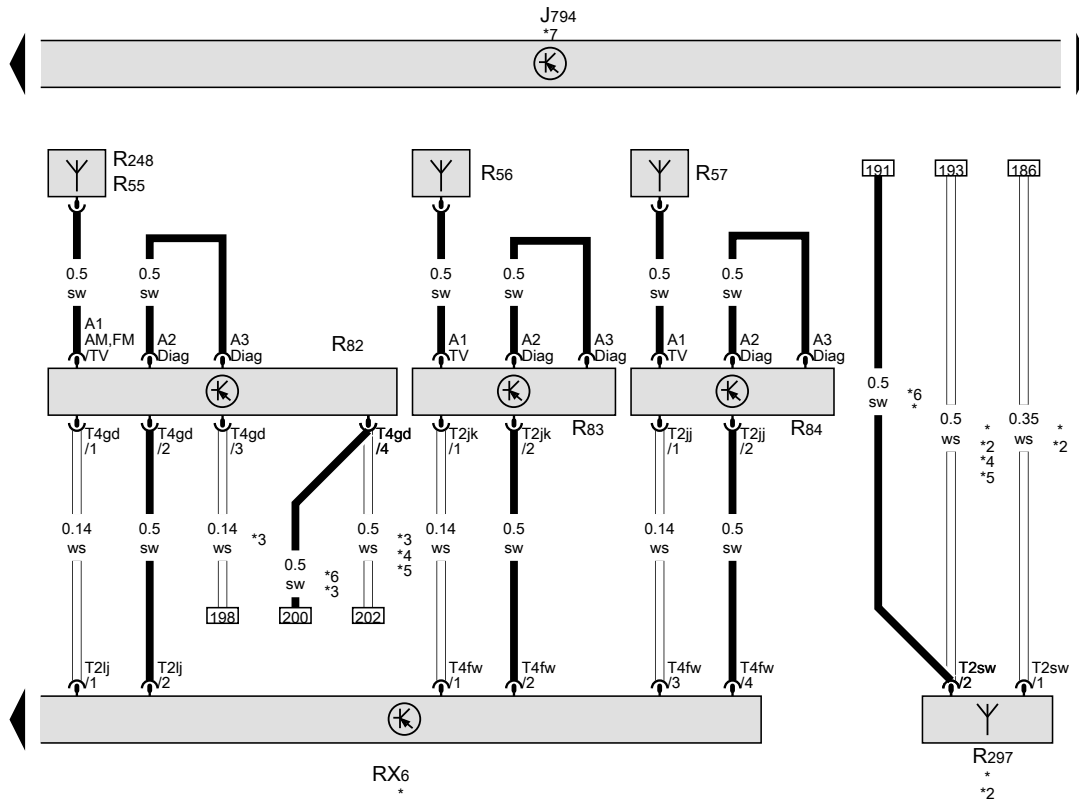 J794
*7
R248
R55
R56
R57
191
193
186
0.5
sw
0.5
sw
0.5
sw
0.5
sw
0.5
sw
0.5
sw
A1
AM,FM
/TV
A2
Diag
A3
Diag
R82
A1
TV
A2
Diag
A3
Diag
A1
TV
A2
Diag
A3
Diag
0.5
sw
*6
*
0.5
ws
*
*2
*4
*5
0.35
ws
*
*2
T4gd
/1
T4gd
/2
T4gd
/3
T4gd
/4
T2jk
/1
T2jk
/2
R83
T2jj
/1
T2jj
/2
R84
0.14
ws
0.5
sw
0.14
ws
*3
0.5
sw
*6
*3
0.5
ws
*3
*4
*5
0.14
ws
0.5
sw
0.14
ws
0.5
sw
198
200
202
T2lj
/1
T2lj
/2
T4fw
/1
T4fw
/2
T4fw
/3
T4fw
/4
T2sw
/2
T2sw
/1
RX6
*
R297
*
*2